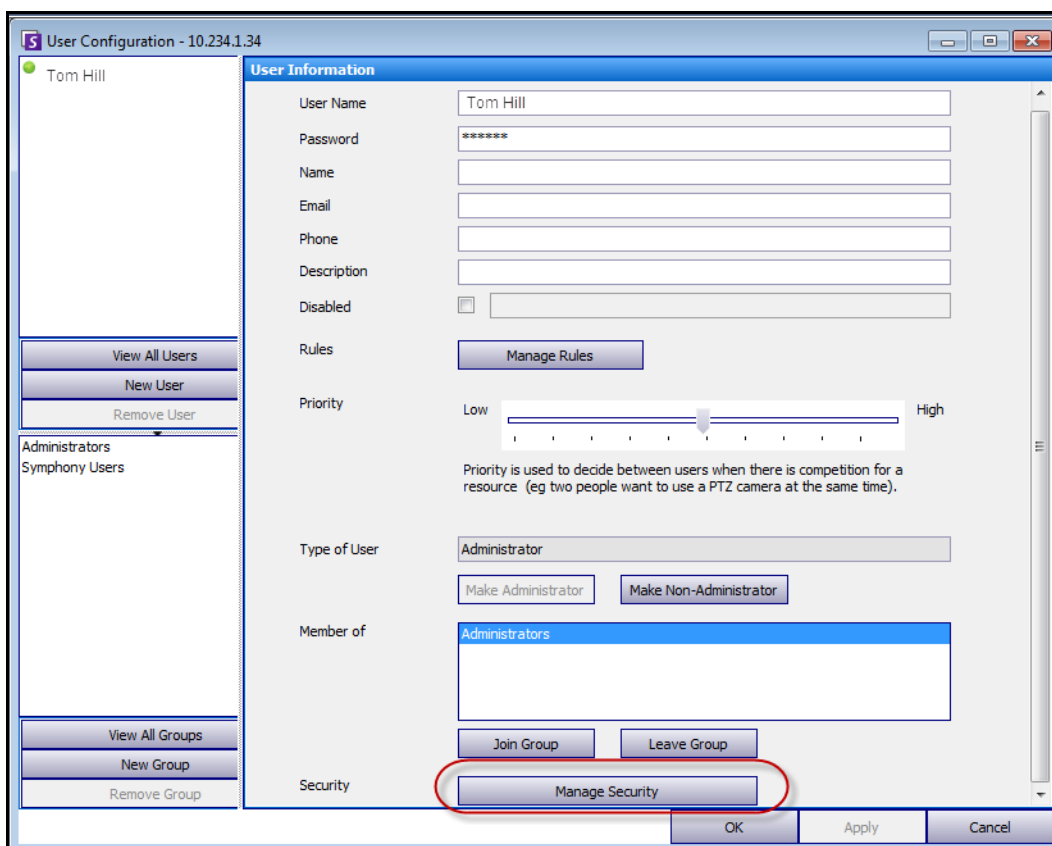 User Configuration - 10.234.1.34
Tom Hill
View All Users
New User
Remove User
Administrators
Symphony Users
View All Groups
New Group
Remove Group
User Information
User Name Tom Hill
Password ******
Name
Email
Phone
Description
Disabled
Rules Manage Rules
Priority Low High
Priority is used to decide between users when there is competition for a
resource (eg two people want to use a PTZ camera at the same time).
Type of User Administrator
Make Administrator Make Non-Administrator
Member of Administrators
Join Group Leave Group
Security Manage Security
OK Apply Cancel